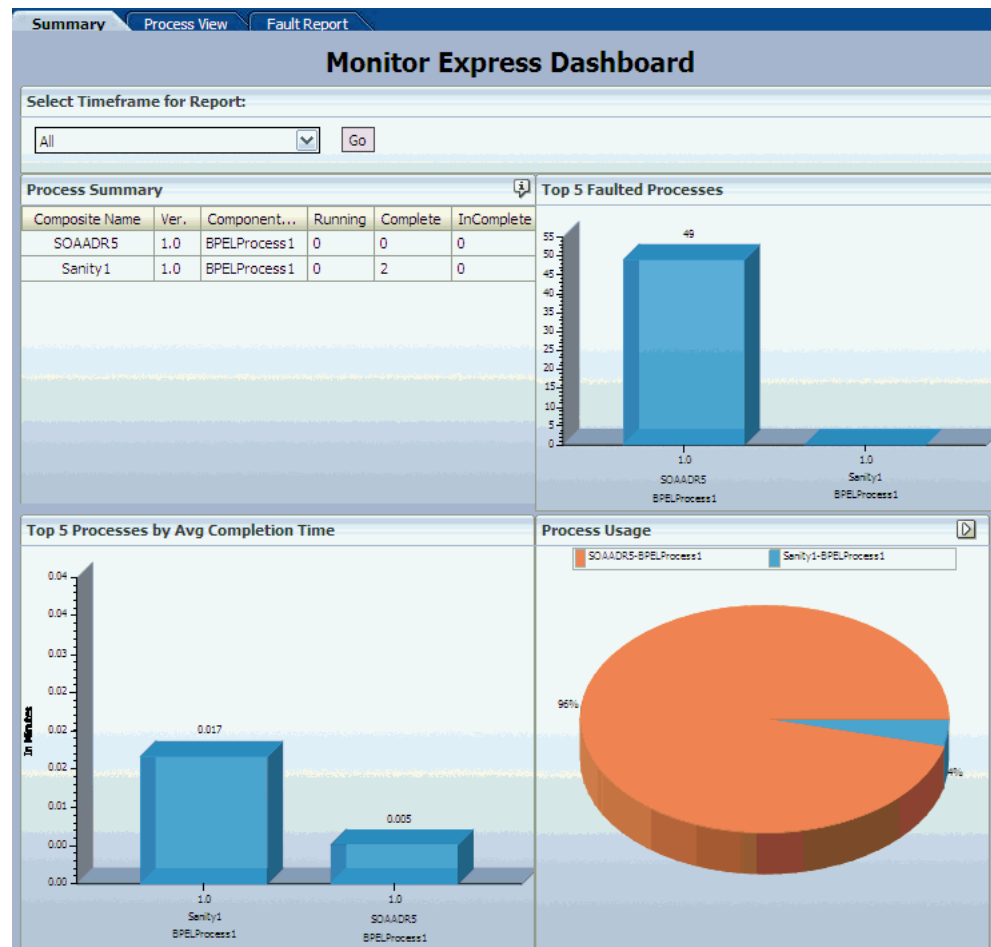 Summary Process View Fault Report
Monitor Express Dashboard
Select Timeframe for Report:
All Go
Process Summary
Composite Name Ver. Component... Running Complete InComplete
SOAADR5 1.0 BPELProcess1 0 0 0
Sanity1 1.0 BPELProcess1 0 2 0
Top 5 Faulted Processes
49
55
50
45
40
35
30
25
20
15
10
5
0
1.0 1.0
SOAADR5 Sanity1
BPELProcess1 BPELProcess1
Top 5 Processes by Avg Completion Time
0.04
0.04
0.03
0.02
0.02
0.02
0.01
0.00
0.00
In Minutes
0.017
0.005
1.0 1.0
Sanity1 SOAADR5
BPELProcess1 BPELProcess1
Process Usage
SOAADR5-BPELProcess1 Sanity1-BPELProcess1
96%
4%